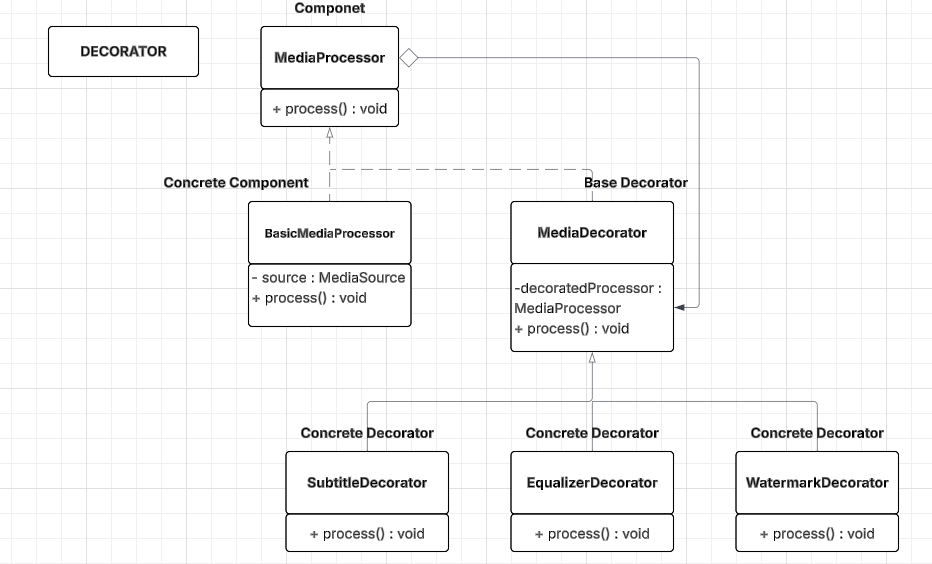 Componet
DECORATOR
MediaProcessor
+ process() : void
Concrete Component
Base Decorator
BasicMediaProcessor
- source : MediaSource
+ process() : void
MediaDecorator
-decoratedProcessor :
MediaProcessor
+ process() : void
Concrete Decorator
Concrete Decorator
Concrete Decorator
SubtitleDecorator
EqualizerDecorator
WatermarkDecorator
+ process() : void
+ process() : void
+ process() : void